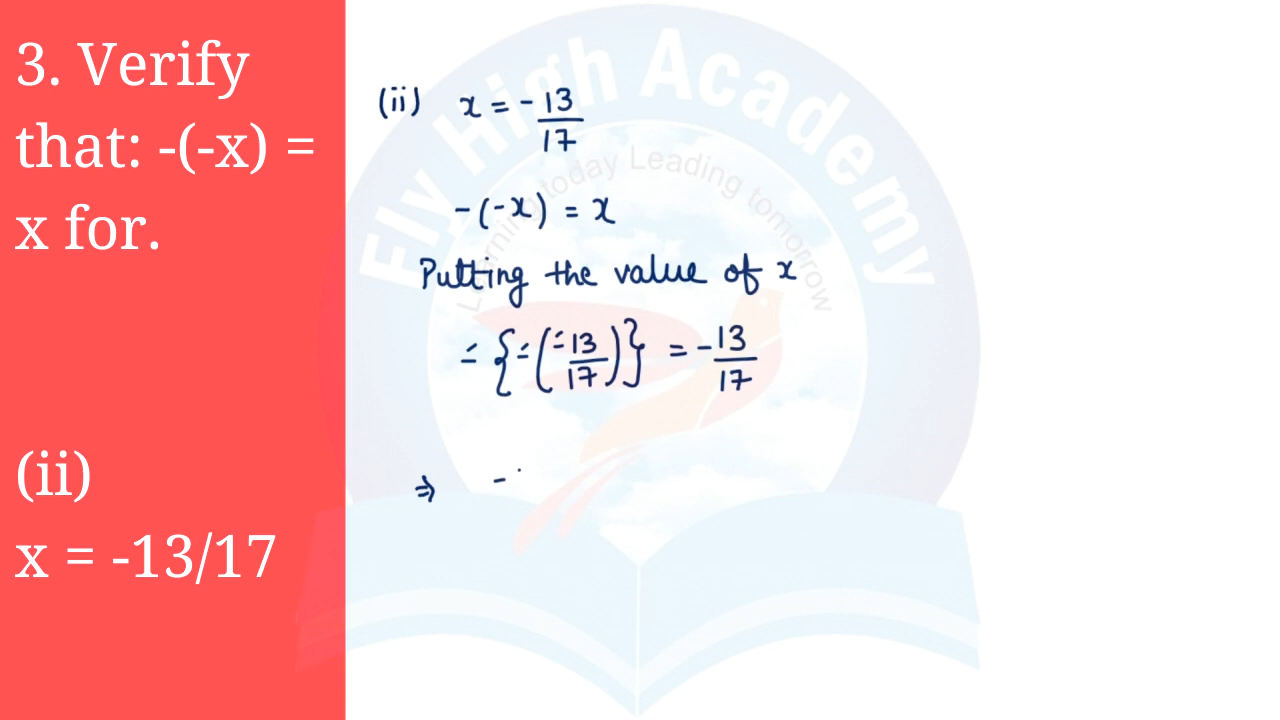 3. Verify
that: -(-x) =
x for.
(ii)
x = -13/17
Fly High Academy
Learning today Leading tomorrow
(ii) x = -13/17
-(-x) = x
Putting the value of x
- {-(-13/17)} = -13/17
⇒ -